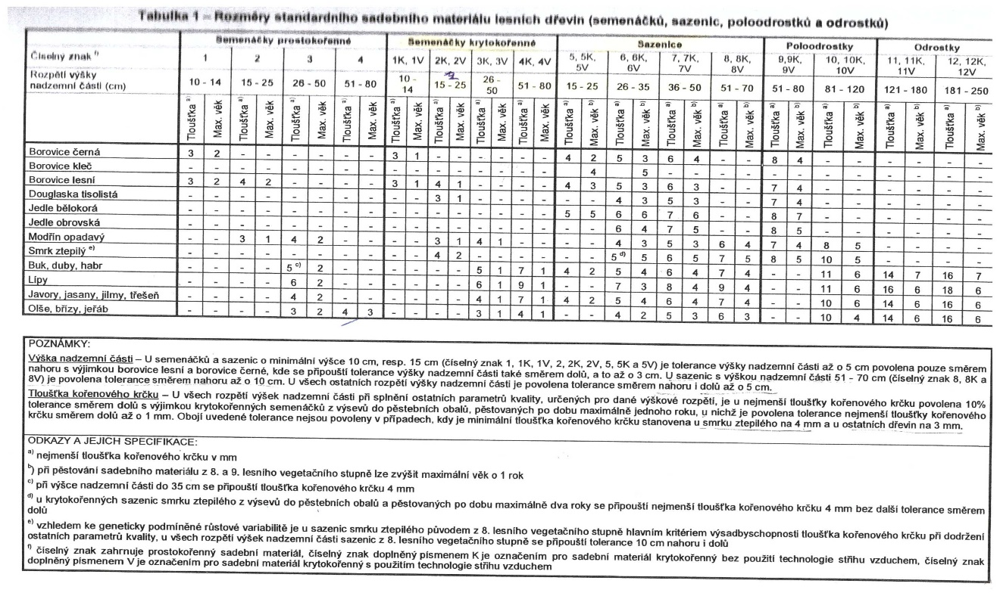 Tabulka 1 – Rozměry standardního sadebního materiálu lesních dřevin (semenáčků, sazenic, poloodrostků a odrostků)
Semenáčky prostokořenné Semenáčky krytokořenné Sazenice Poloodrostky Odrostky
Číselný znak f) 1 2 3 4 1K, 1V 2K, 2V 3K, 3V 4K, 4V 5, 5K, 5V 6, 6K, 6V 7, 7K, 7V 8, 8K, 8V 9,9K, 9V 10, 10K, 10V 11, 11K, 11V 12, 12K, 12V
Rozpětí výšky nadzemní části (cm) 10 - 14 15 - 25 26 - 50 51 - 80 10 - 14 15 - 25 26 - 50 51 - 80 15 - 25 26 - 35 36 - 50 51 - 70 51 - 80 81 - 120 121 - 180 181 - 250
Tloušťka a) Max. věk Tloušťka a) Max. věk Tloušťka a) Max. věk Tloušťka a) Max. věk Tloušťka a) Max. věk Tloušťka a) Max. věk Tloušťka a) Max. věk Tloušťka a) Max. věk Tloušťka a) Max. věk b) Tloušťka a) Max. věk b) Tloušťka a) Max. věk b) Tloušťka a) Max. věk b) Tloušťka a) Max. věk b) Tloušťka a) Max. věk b) Tloušťka a) Max. věk b) Tloušťka a) Max. věk b)
Borovice černá 3 2 - - - - - - 3 1 - - - - - - 4 2 5 3 6 4 - - 8 4 - - - - - -
Borovice kleč - - - - - - - - - - - - - - - - 4 5 - - - - - - - - - - - -
Borovice lesní 3 2 4 2 - - - - 3 1 4 1 - - - - 4 3 5 3 6 3 - - 7 4 - - - - - -
Douglaska tisolistá - - - - - - - - - - 3 1 - - - - - - 4 3 5 3 - - 7 4 - - - - - -
Jedle bělokorá - - - - - - - - - - - - - - - - 5 5 6 6 7 6 - - 8 7 - - - - - -
Jedle obrovská - - - - - - - - - - - - - - - - - - 6 4 7 5 - - 8 5 - - - - - -
Modřín opadavý - - 3 1 4 2 - - - - 3 1 4 1 - - - - 4 3 5 3 6 4 7 4 8 5 - - - -
Smrk ztepilý e) - - - - - - - - - - 4 2 - - - - - - 5 d) 5 6 5 7 5 8 5 10 5 - - - -
Buk, duby, habr - - - - 5 c) 2 - - - - - - 5 1 7 1 4 2 5 4 6 4 7 4 - - 11 6 14 7 16 7
Lípy - - - - 6 2 - - - - - - 6 1 9 1 - - 7 3 8 4 9 4 - - 11 6 16 6 18 6
Javory, jasany, jilmy, třešeň - - - - 4 2 - - - - - - 4 1 7 1 4 2 5 4 6 4 7 4 - - 10 6 14 6 16 6
Olše, břízy, jeřáb - - - - 3 2 4 3 - - - - 3 1 4 1 - - 4 2 5 3 6 3 - - 10 4 14 6 16 6
POZNÁMKY:
Výška nadzemní části – U semenáčků a sazenic o minimální výšce 10 cm, resp. 15 cm (číselný znak 1, 1K, 1V, 2, 2K, 2V, 5, 5K a 5V) je tolerance výšky nadzemní části až o 5 cm povolena pouze směrem
nahoru s výjimkou borovice lesní a borovice černé, kde se připouští tolerance výšky nadzemní části také směrem dolů, a to až o 3 cm. U sazenic s výškou nadzemní části 51 - 70 cm (číselný znak 8, 8K a
8V) je povolena tolerance směrem nahoru až o 10 cm. U všech ostatních rozpětí výšky nadzemní části je povolena tolerance směrem nahoru i dolů až o 5 cm.
Tloušťka kořenového krčku – U všech rozpětí výšek nadzemní části při splnění ostatních parametrů kvality, určených pro dané výškové rozpětí, je u nejmenší tloušťky kořenového krčku povolena 10%
tolerance směrem dolů s výjimkou krytokořenných semenáčků z výsevů do pěstebních obalů, pěstovaných po dobu maximálně jednoho roku, u nichž je povolena tolerance nejmenší tloušťky kořenového
krčku směrem dolů až o 1 mm. Obojí uvedené tolerance nejsou povoleny v případech, kdy je minimální tloušťka kořenového krčku stanovena u smrku ztepilého na 4 mm a u ostatních dřevin na 3 mm.
ODKAZY A JEJICH SPECIFIKACE:
a) nejmenší tloušťka kořenového krčku v mm
b) při pěstování sadebního materiálu z 8. a 9. lesního vegetačního stupně lze zvýšit maximální věk o 1 rok
c) při výšce nadzemní části do 35 cm se připouští tloušťka kořenového krčku 4 mm
d) u krytokořenných sazenic smrku ztepilého z výsevů do pěstebních obalů a pěstovaných po dobu maximálně dva roky se připouští nejmenší tloušťka kořenového krčku 4 mm bez další tolerance směrem
dolů
e) vzhledem ke geneticky podmíněné růstové variabilitě je u sazenic smrku ztepilého původem z 8. lesního vegetačního stupně hlavním kritériem výsadbyschopnosti tloušťka kořenového krčku při dodržení
ostatních parametrů kvality, u všech rozpětí výšek nadzemní části sazenic z 8. lesního vegetačního stupně se připouští tolerance 10 cm nahoru i dolů
f) číselný znak zahrnuje prostokořenný sadební materiál, číselný znak doplněný písmenem K je označením pro sadební materiál krytokořenný bez použití technologie střihu vzduchem, číselný znak
doplněný písmenem V je označením pro sadební materiál krytokořenný s použitím technologie střihu vzduchem